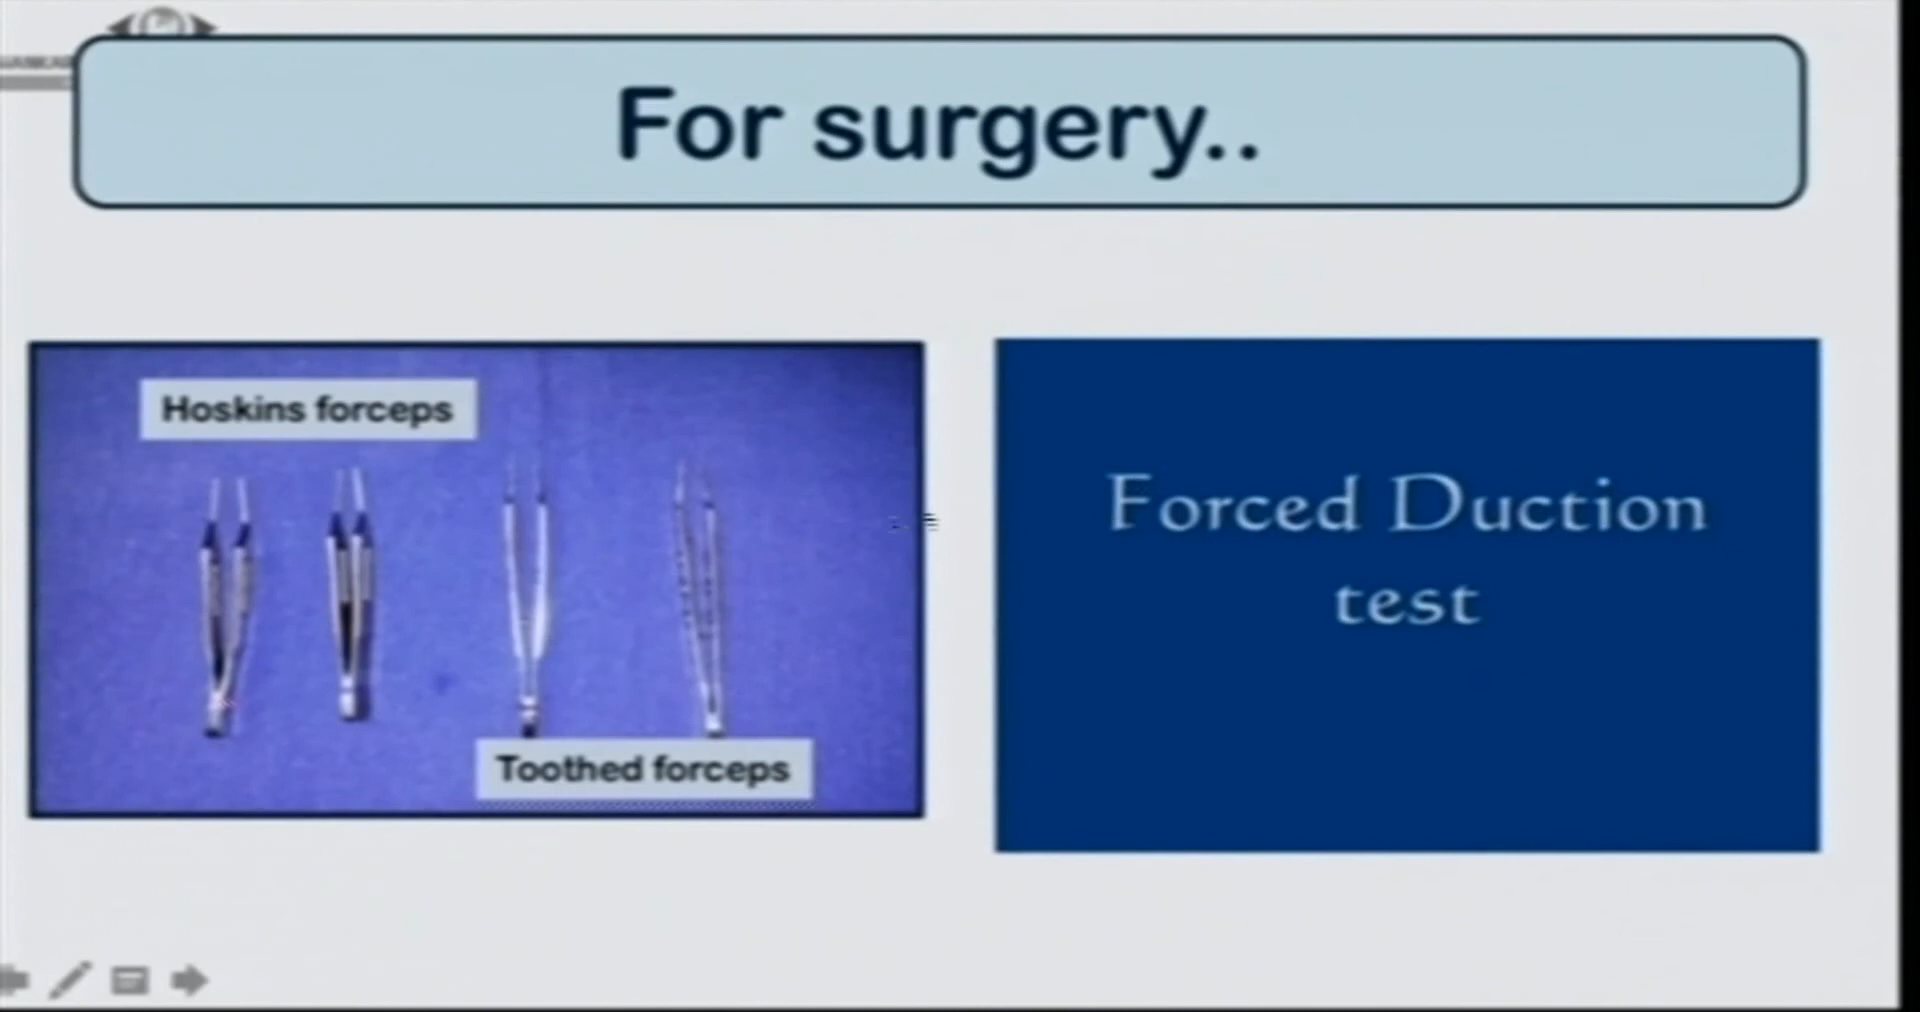 For surgery..
Hoskins forceps
Toothed forceps
Forced Duction
test